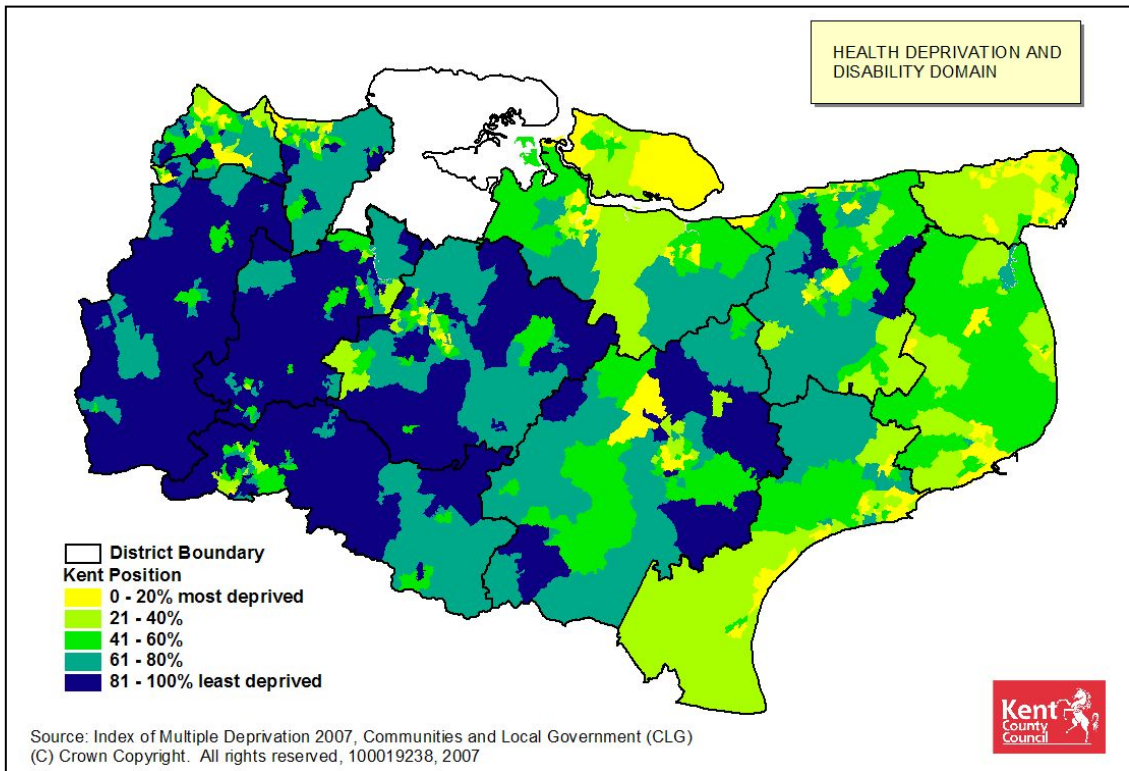 HEALTH DEPRIVATION AND
DISABILITY DOMAIN
District Boundary
Kent Position
0 - 20% most deprived
21 - 40%
41 - 60%
61 - 80%
81 - 100% least deprived
Source: Index of Multiple Deprivation 2007, Communities and Local Government (CLG)
(C) Crown Copyright. All rights reserved, 100019238, 2007
Kent
County
Council